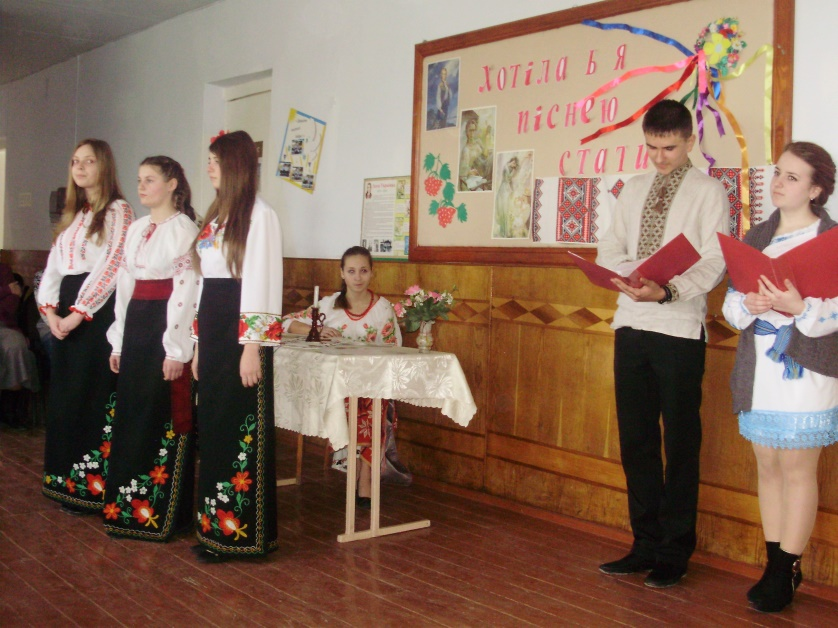 Хотіла б я
піснею
стати